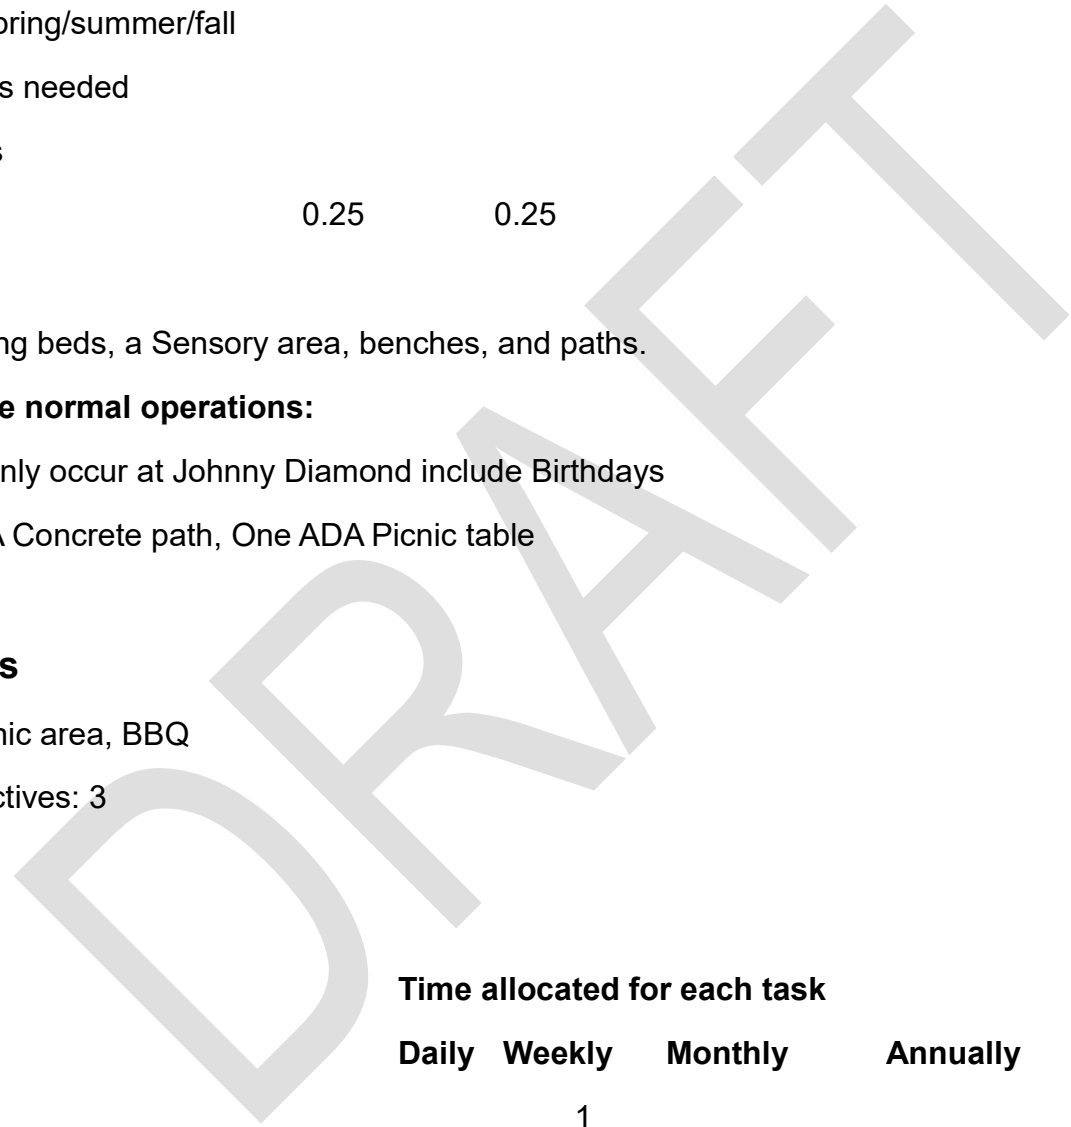 pring/summer/fall
s needed
s
0.25 0.25
ng beds, a Sensory area, benches, and paths.
e normal operations:
nly occur at Johnny Diamond include Birthdays
A Concrete path, One ADA Picnic table
s
nic area, BBQ
ctives: 3
Time allocated for each task
Daily Weekly Monthly Annually
1
DRAFT